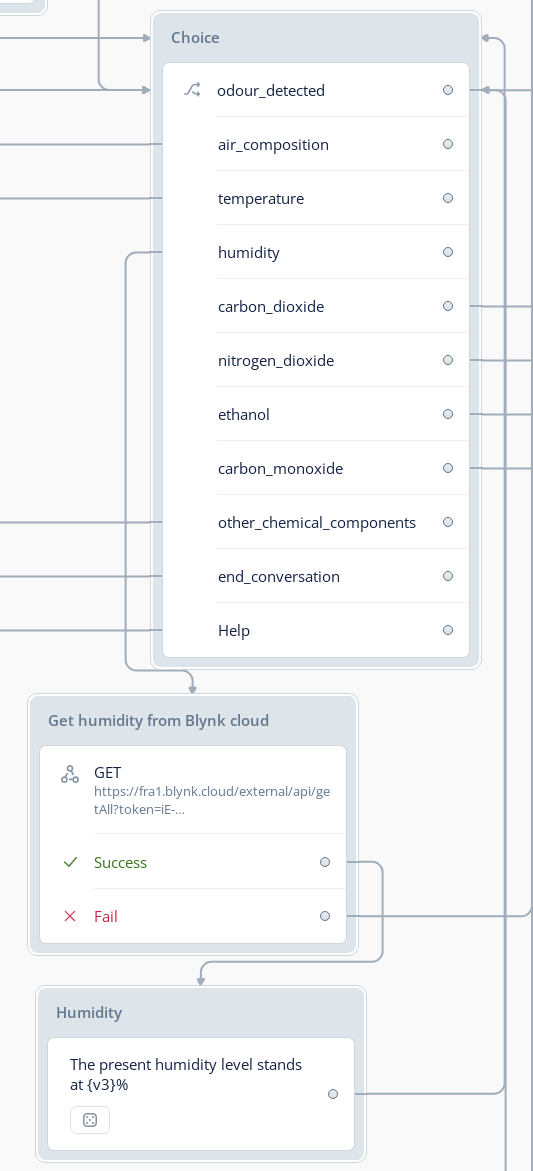 Choice
odour_detected
air_composition
temperature
humidity
carbon_dioxide
nitrogen_dioxide
ethanol
carbon_monoxide
other_chemical_components
end_conversation
Help
Get humidity from Blynk cloud
GET
https://fra1.blynk.cloud/external/api/ge
tAll?token=iE-...
Success
Fail
Humidity
The present humidity level stands
at {v3}%